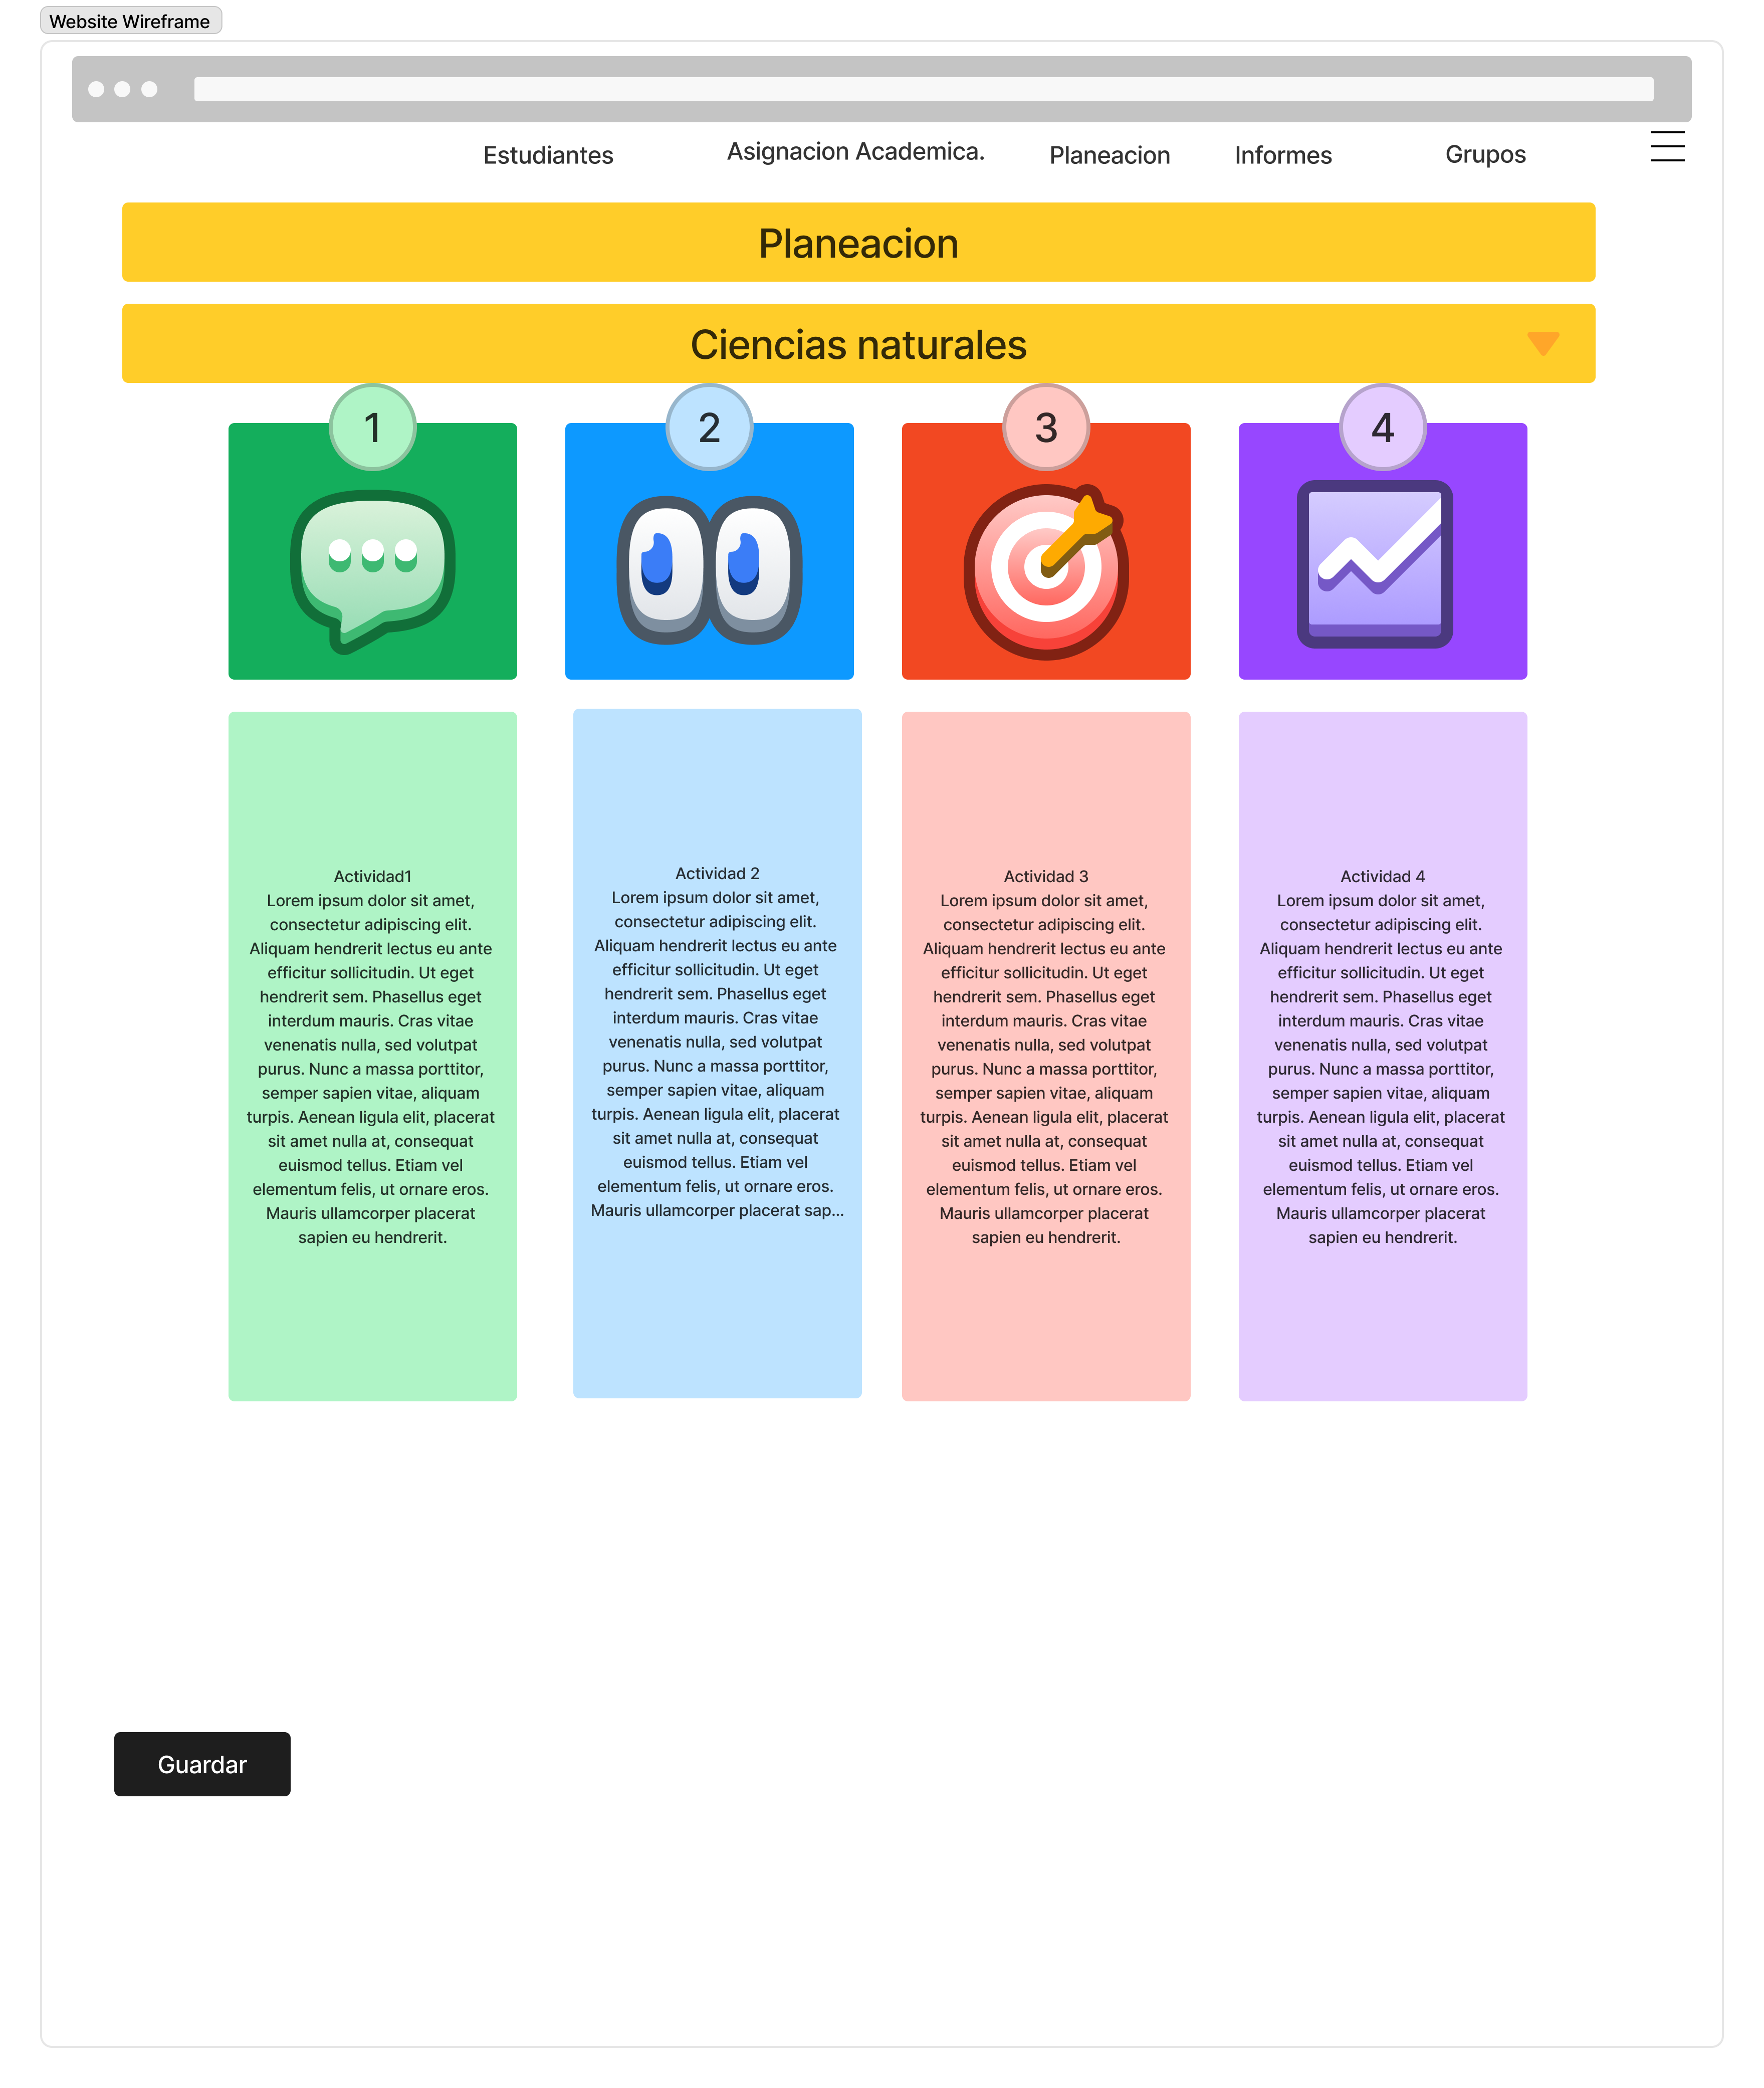 Website Wireframe
Estudiantes
Asignacion Academica.
Planeacion
Informes
Grupos
Planeacion
Ciencias naturales
1
2
3
4
Actividad1
Lorem ipsum dolor sit amet,
consectetur adipiscing elit.
Aliquam hendrerit lectus eu ante
efficitur sollicitudin. Ut eget
hendrerit sem. Phasellus eget
interdum mauris. Cras vitae
venenatis nulla, sed volutpat
purus. Nunc a massa porttitor,
semper sapien vitae, aliquam
turpis. Aenean ligula elit, placerat
sit amet nulla at, consequat
euismod tellus. Etiam vel
elementum felis, ut ornare eros.
Mauris ullamcorper placerat
sapien eu hendrerit.
Actividad 2
Lorem ipsum dolor sit amet,
consectetur adipiscing elit.
Aliquam hendrerit lectus eu ante
efficitur sollicitudin. Ut eget
hendrerit sem. Phasellus eget
interdum mauris. Cras vitae
venenatis nulla, sed volutpat
purus. Nunc a massa porttitor,
semper sapien vitae, aliquam
turpis. Aenean ligula elit, placerat
sit amet nulla at, consequat
euismod tellus. Etiam vel
elementum felis, ut ornare eros.
Mauris ullamcorper placerat sap...
Actividad 3
Lorem ipsum dolor sit amet,
consectetur adipiscing elit.
Aliquam hendrerit lectus eu ante
efficitur sollicitudin. Ut eget
hendrerit sem. Phasellus eget
interdum mauris. Cras vitae
venenatis nulla, sed volutpat
purus. Nunc a massa porttitor,
semper sapien vitae, aliquam
turpis. Aenean ligula elit, placerat
sit amet nulla at, consequat
euismod tellus. Etiam vel
elementum felis, ut ornare eros.
Mauris ullamcorper placerat
sapien eu hendrerit.
Actividad 4
Lorem ipsum dolor sit amet,
consectetur adipiscing elit.
Aliquam hendrerit lectus eu ante
efficitur sollicitudin. Ut eget
hendrerit sem. Phasellus eget
interdum mauris. Cras vitae
venenatis nulla, sed volutpat
purus. Nunc a massa porttitor,
semper sapien vitae, aliquam
turpis. Aenean ligula elit, placerat
sit amet nulla at, consequat
euismod tellus. Etiam vel
elementum felis, ut ornare eros.
Mauris ullamcorper placerat
sapien eu hendrerit.
Guardar